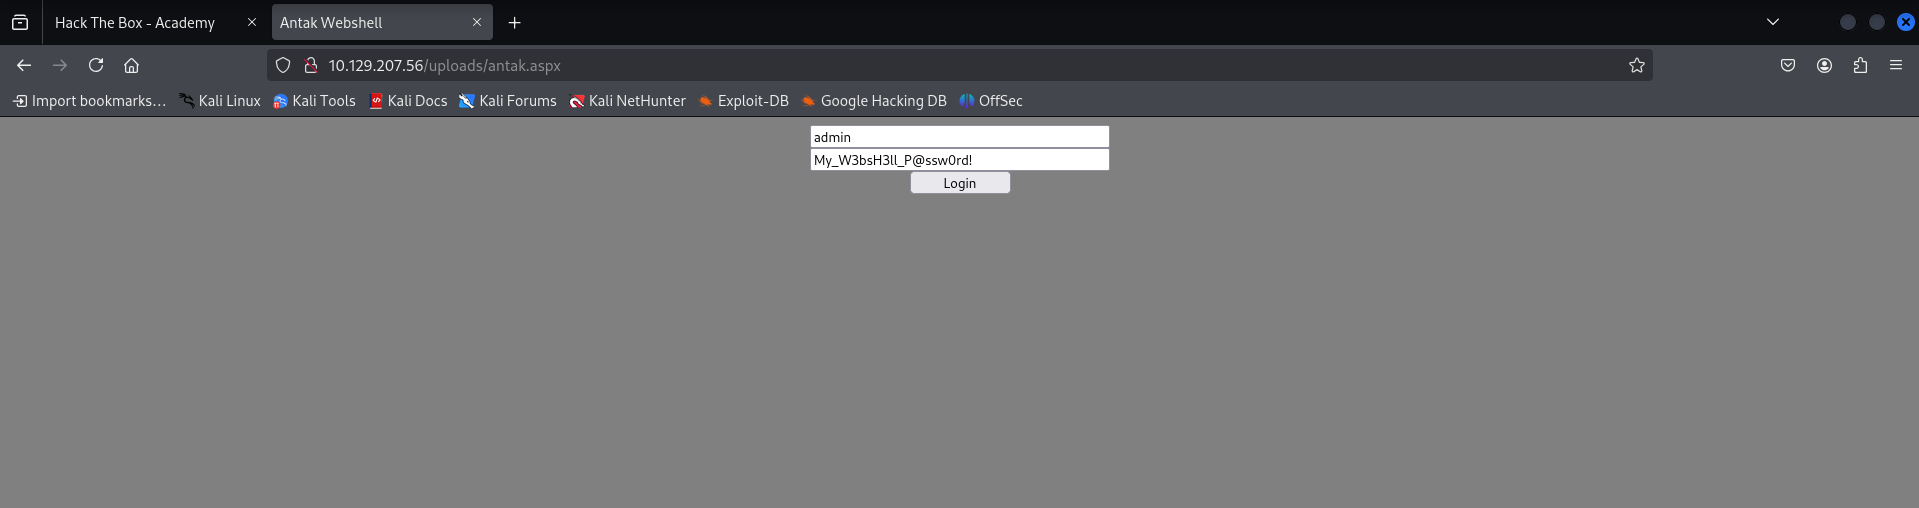 Hack The Box - Academy
Antak Webshell
10.129.207.56/uploads/antak.aspx
Import bookmarks...
Kali Linux
Kali Tools
Kali Docs
Kali Forums
Kali NetHunter
Exploit-DB
Google Hacking DB
OffSec
admin
My_W3bsH3ll_P@ssw0rd!
Login